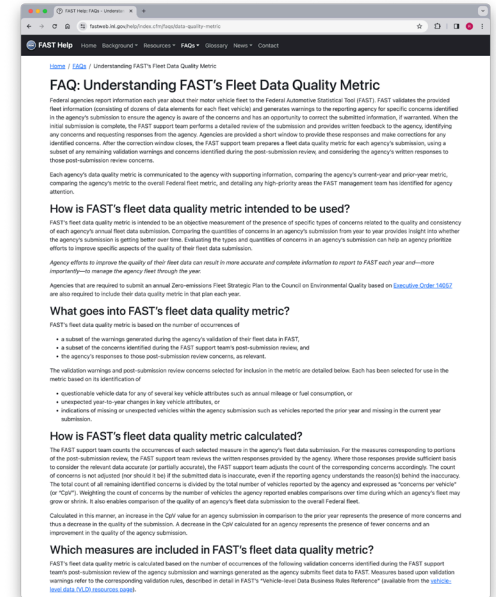 FAST Help: FAQs - Understan
fastweb.inl.gov/help/index.cfm/faqs/data-quality-metric
FAST Help Home Background Resources FAQs Glossary News Contact
Home / FAQs / Understanding FAST's Fleet Data Quality Metric
FAQ: Understanding FAST's Fleet Data Quality Metric
Federal agencies report information each year about their motor vehicle fleet to the Federal Automotive Statistical Tool (FAST). FAST validates the provided
fleet information (consisting of dozens of data elements for each fleet vehicle) and generates warnings to the reporting agency for specific concerns identified
in the agency's submission to ensure the agency is aware of the concerns and has an opportunity to correct the submitted information, if warranted. When the
initial submission is complete, the FAST support team performs a detailed review of the submission and provides written feedback to the agency, identifying
any concerns and requesting responses from the agency. Agencies are provided a short window to provide these responses and make corrections for any
identified concerns. After the correction window closes, the FAST support team prepares a fleet data quality metric for each agency's submission, using a
subset of any remaining validation warnings and concerns identified during the post-submission review, and considering the agency's written responses to
those post-submission review concerns.
Each agency's data quality metric is communicated to the agency with supporting information, comparing the agency's current-year and prior-year metric,
comparing the agency's metric to the overall Federal fleet metric, and detailing any high-priority areas the FAST management team has identified for agency
attention.
How is FAST's fleet data quality metric intended to be used?
FAST's fleet data quality metric is intended to be an objective measurement of the presence of specific types of concerns related to the quality and consistency
of each agency's annual fleet data submission. Comparing the quantities of concerns in an agency's submission from year to year provides insight into whether
the agency's submission is getting better over time. Evaluating the types and quantities of concerns in an agency's submission can help an agency prioritize
efforts to improve specific aspects of the quality of their fleet data submission.
Agency efforts to improve the quality of their fleet data can result in more accurate and complete information to report to FAST each year and—more
importantly—to manage the agency fleet through the year.
Agencies that are required to submit an annual Zero-emissions Fleet Strategic Plan to the Council on Environmental Quality based on Executive Order 14057
are also required to include their data quality metric in that plan each year.
What goes into FAST's fleet data quality metric?
FAST's fleet data quality metric is based on the number of occurrences of
• a subset of the warnings generated during the agency's validation of their fleet data in FAST,
• a subset of the concerns identified during the FAST support team's post-submission review, and
• the agency's responses to those post-submission review concerns, as relevant.
The validation warnings and post-submission review concerns selected for inclusion in the metric are detailed below. Each has been selected for use in the
metric based on its identification of
• questionable vehicle data for any of several key vehicle attributes such as annual mileage or fuel consumption, or
• unexpected year-to-year changes in key vehicle attributes, or
• indications of missing or unexpected vehicles within the agency submission such as vehicles reported the prior year and missing in the current year
submission.
How is FAST's fleet data quality metric calculated?
The FAST support team counts the occurrences of each selected measure in the agency's fleet data submission. For the measures corresponding to portions
of the post-submission review, the FAST support team reviews the written responses provided by the agency. Where those responses provide sufficient basis
to consider the relevant data accurate (or partially accurate), the FAST support team adjusts the count of the corresponding concerns accordingly. The count
of concerns is not adjusted (nor should it be) if the submitted data is inaccurate, even if the reporting agency understands the reason(s) behind the inaccuracy.
The total count of all remaining identified concerns is divided by the total number of vehicles reported by the agency and expressed as "concerns per vehicle"
(or "CpV"). Weighting the count of concerns by the number of vehicles the agency reported enables comparisons over time during which an agency's fleet may
grow or shrink. It also enables comparison of the quality of an agency's fleet data submission to the overall Federal fleet.
Calculated in this manner, an increase in the CpV value for an agency submission in comparison to the prior year represents the presence of more concerns and
thus a decrease in the quality of the submission. A decrease in the CpV calculated for an agency represents the presence of fewer concerns and an
improvement in the quality of the agency submission.
Which measures are included in FAST's fleet data quality metric?
FAST's fleet data quality metric is calculated based on the number of occurrences of the following validation concerns identified during the FAST support
team's post-submission review of the agency submission and warnings generated as the agency submits fleet data to FAST. Measures based upon validation
warnings refer to the corresponding validation rules, described in detail in FAST's "Vehicle-level Data Business Rules Reference" (available from the vehicle-
level data (VLD) resources page).